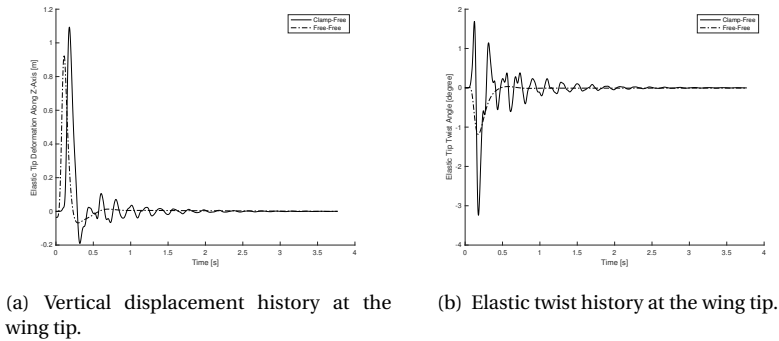 1.2
1
0.8
0.6
0.4
0.2
0
-0.2
Elastic Tip Deformation Along Z-Axis [m]
Clamp-Free
Free-Free
0 0.5 1 1.5 2 2.5 3 3.5 4
Time [s]
(a) Vertical displacement history at the
wing tip.
2
1
0
-1
-2
-3
-4
Elastic Tip Twist Angle [degree]
Clamp-Free
Free-Free
0 0.5 1 1.5 2 2.5 3 3.5 4
Time [s]
(b) Elastic twist history at the wing tip.